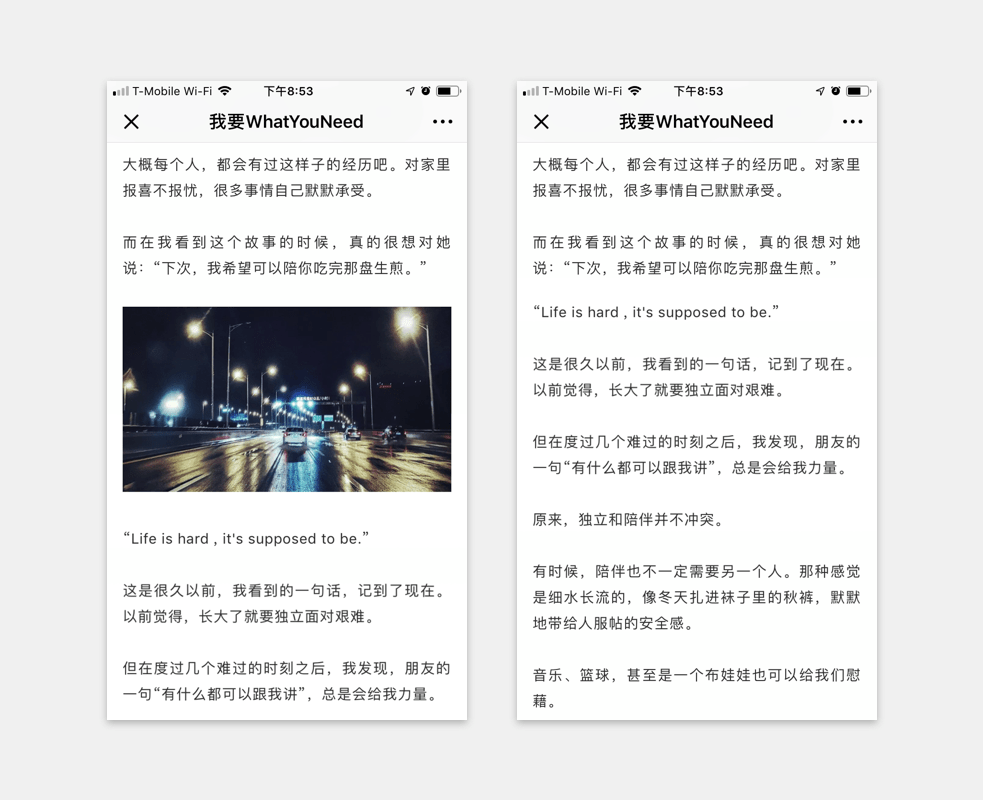 T-Mobile Wi-Fi 下午8:53
我要WhatYouNeed
大概每个人，都会有过这样子的经历吧。对家里
报喜不报忧，很多事情自己默默承受。
而在我看到这个故事的时候，真的很想对她
说：“下次，我希望可以陪你吃完那盘生煎。”
“Life is hard , it's supposed to be.”
这是很久以前，我看到的一句话，记到了现在。
以前觉得，长大了就要独立面对艰难。
但在度过几个难过的时刻之后，我发现，朋友的
一句“有什么都可以跟我讲”，总是会给我力量。
T-Mobile Wi-Fi 下午8:53
我要WhatYouNeed
大概每个人，都会有过这样子的经历吧。对家里
报喜不报忧，很多事情自己默默承受。
而在我看到这个故事的时候，真的很想对她
说：“下次，我希望可以陪你吃完那盘生煎。”
“Life is hard , it's supposed to be.”
这是很久以前，我看到的一句话，记到了现在。
以前觉得，长大了就要独立面对艰难。
但在度过几个难过的时刻之后，我发现，朋友的
一句“有什么都可以跟我讲”，总是会给我力量。
原来，独立和陪伴并不冲突。
有时候，陪伴也不一定需要另一个人。那种感觉
是细水长流的，像冬天扎进袜子里的秋裤，默默
地带给人服帖的安全感。
音乐、篮球，甚至是一个布娃娃也可以给我们慰
藉。